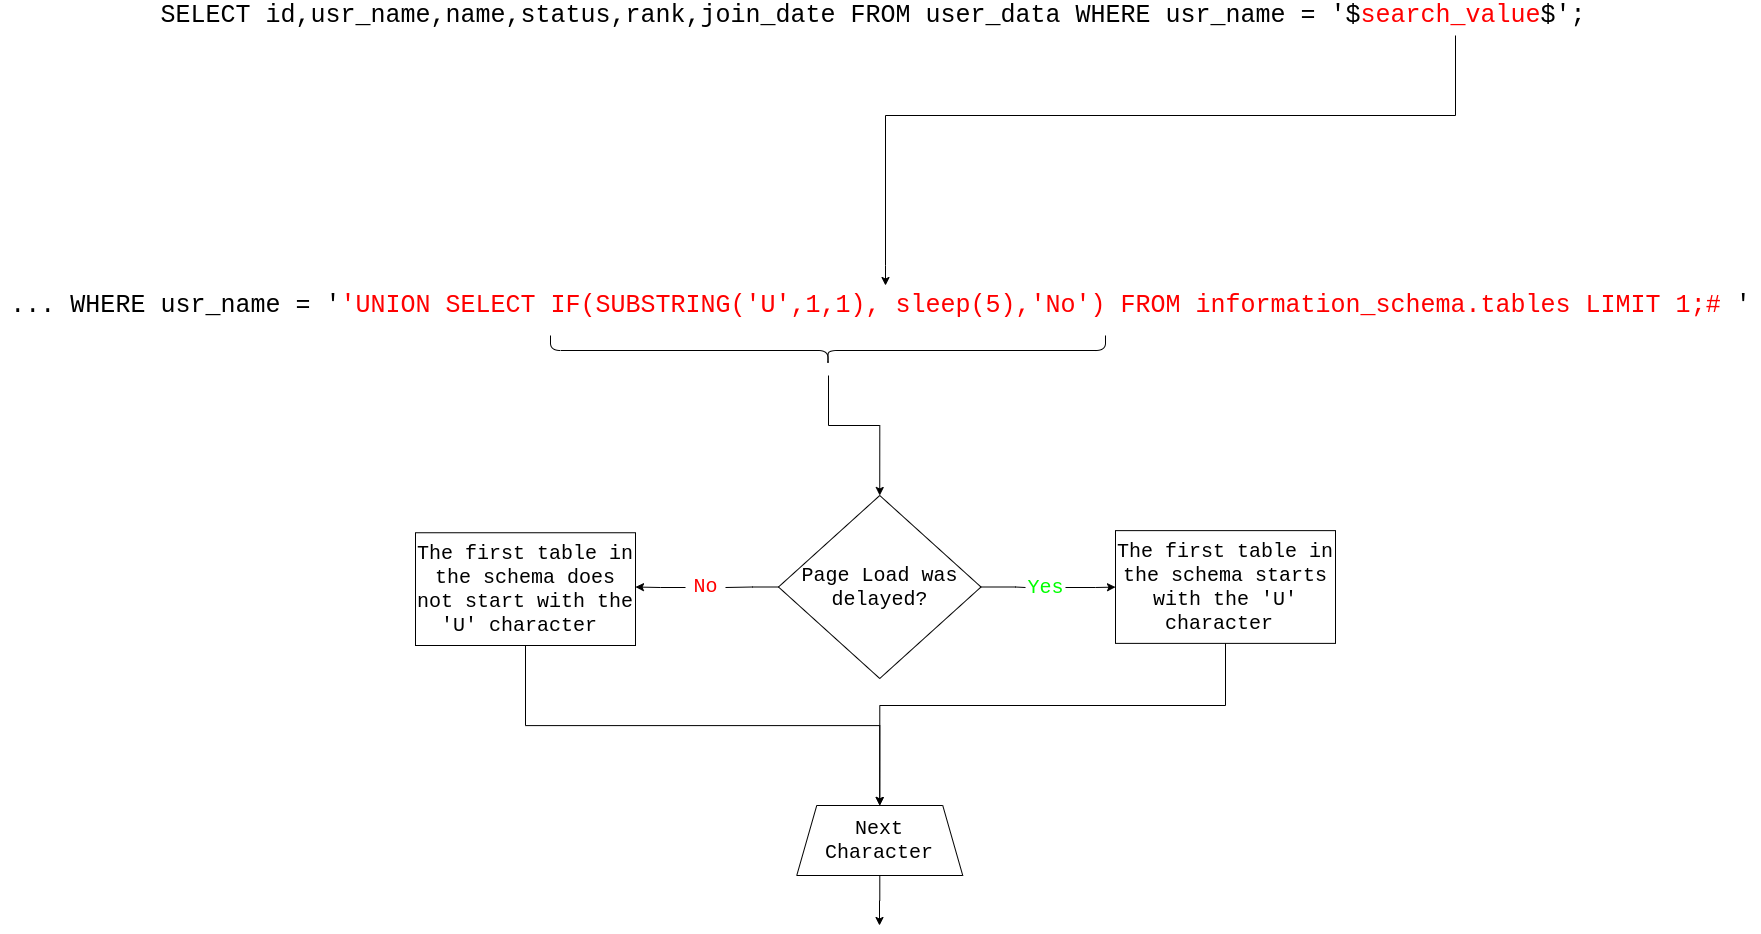 SELECT id,usr_name,name,status,rank,join_date FROM user_data WHERE usr_name = '$search_value$';
... WHERE usr_name = ''UNION SELECT IF(SUBSTRING('U',1,1), sleep(5),'No') FROM information_schema.tables LIMIT 1;# '
The first table in
the schema does
not start with the
'U' character
No
Page Load was
delayed?
Yes
The first table in
the schema starts
with the 'U'
character
Next
Character